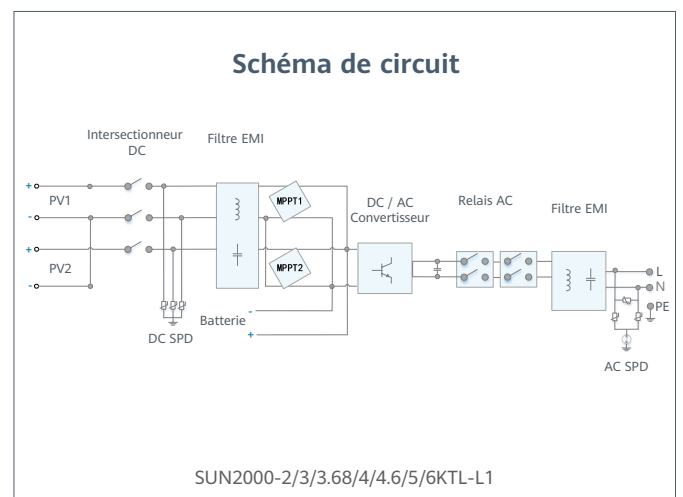 Schéma de circuit
Intersectionneur
DC
Filtre EMI
+
PV1
-
+
PV2
-
MPPT1
MPPT2
DC / AC
Convertisseur
Relais AC
Filtre EMI
L
N
PE
Batterie
-
+
DC SPD
AC SPD
SUN2000-2/3/3.68/4/4.6/5/6KTL-L1